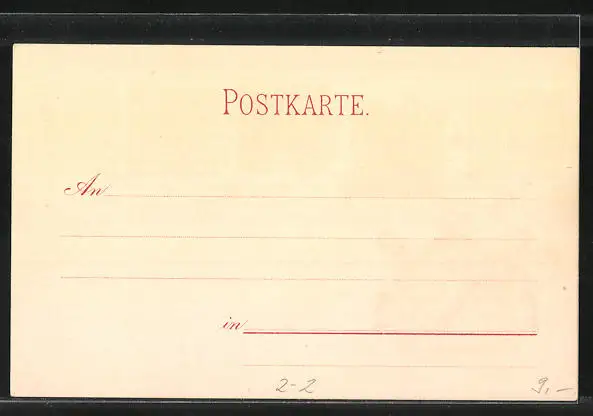 POSTKARTE.
An
in
2-2 9,-